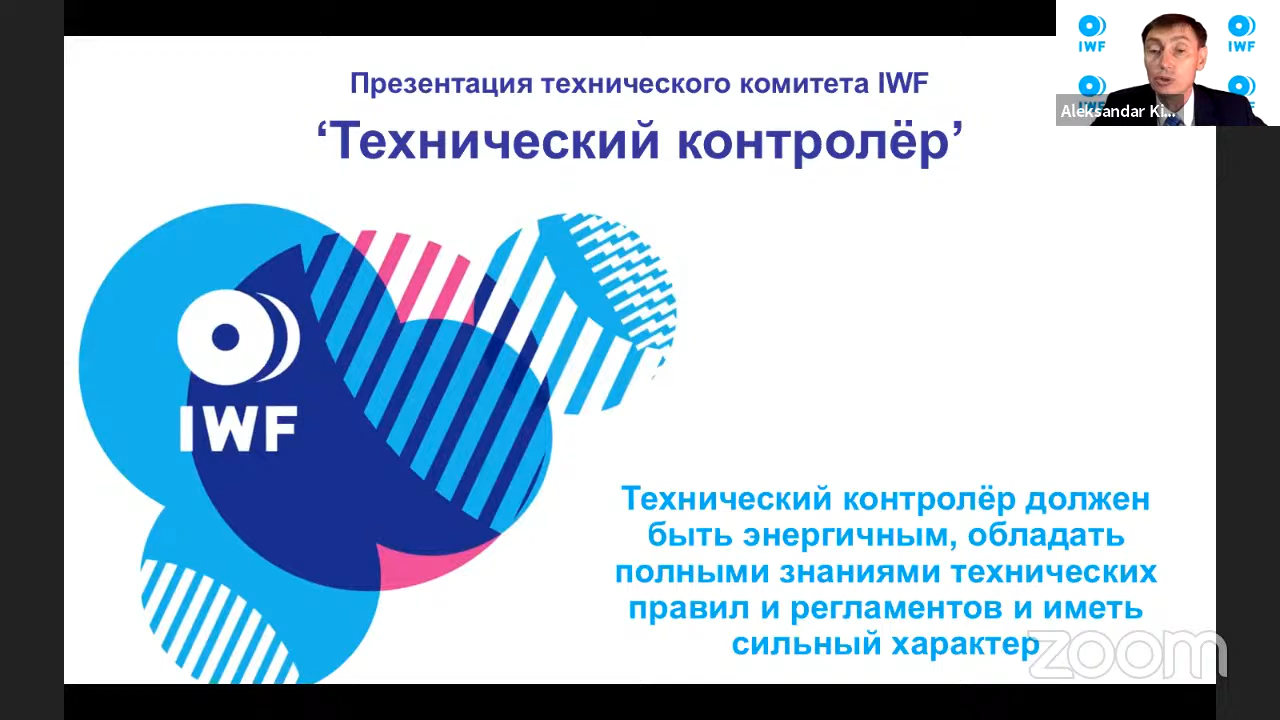 Презентация технического комитета IWF
‘Технический контролёр’
IWF
IWF
IWF
Aleksandar Ki...
IWF
Технический контролёр должен
быть энергичным, обладать
полными знаниями технических
правил и регламентов и иметь
сильный характер
zoom